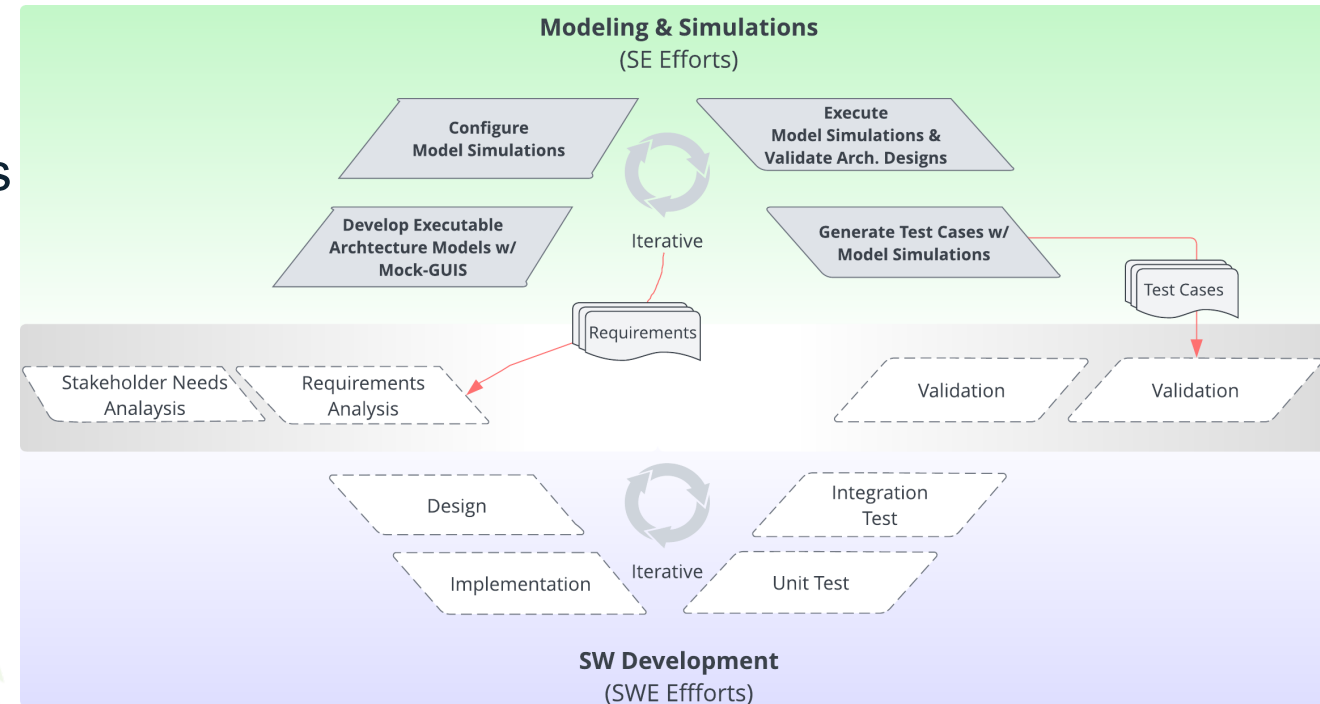 Modeling & Simulations
(SE Efforts)
Configure
Model Simulations
Execute
Model Simulations &
Validate Arch. Designs
Develop Executable
Archtecture Models w/
Mock-GUIS
Iterative
Generate Test Cases w/
Model Simulations
Test Cases
Requirements
Stakeholder Needs
Analaysis
Requirements
Analysis
Validation
Validation
Design
Integration
Test
Implementation
Iterative
Unit Test
SW Development
(SWE Effforts)